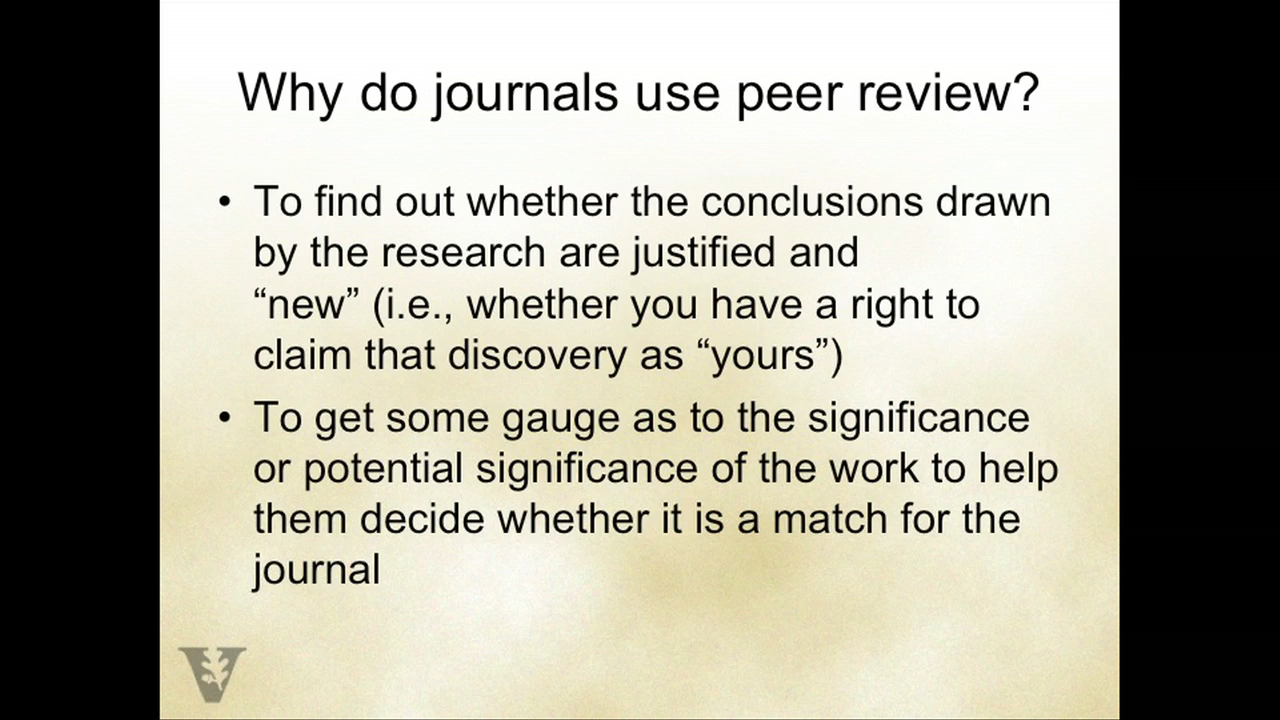 Why do journals use peer review?
• To find out whether the conclusions drawn
by the research are justified and
“new” (i.e., whether you have a right to
claim that discovery as “yours”)
• To get some gauge as to the significance
or potential significance of the work to help
them decide whether it is a match for the
journal
V